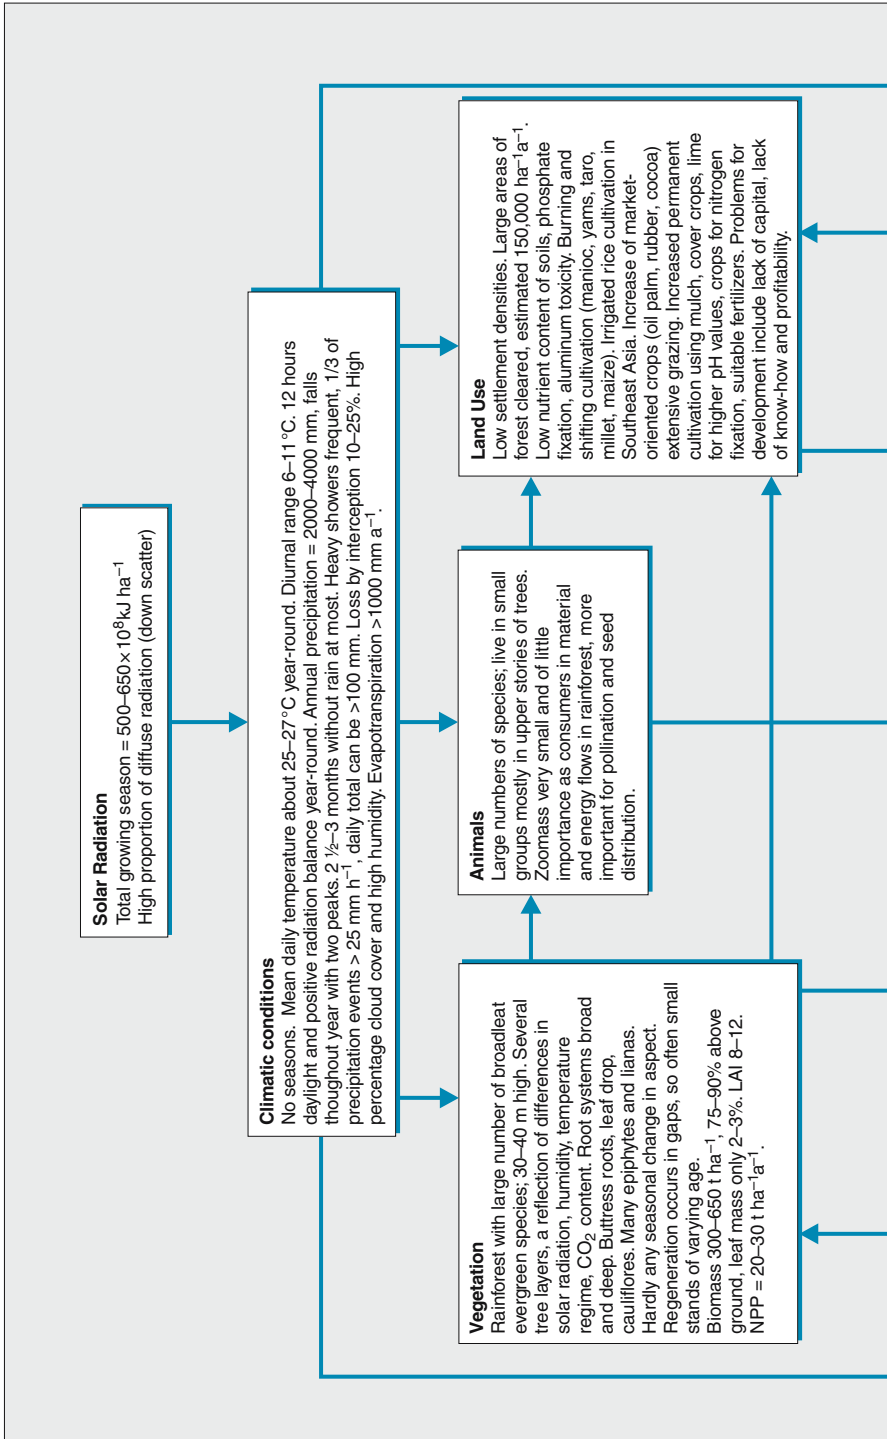 Solar Radiation
Total growing season = 500–650×10⁸kJ ha⁻¹
High proportion of diffuse radiation (down scatter)
Climatic conditions
No seasons. Mean daily temperature about 25–27°C year-round. Diurnal range 6–11°C. 12 hours
daylight and positive radiation balance year-round. Annual precipitation = 2000–4000 mm, falls
thoughout year with two peaks. 2 ½–3 months without rain at most. Heavy showers frequent, 1/3 of
precipitation events > 25 mm h⁻¹, daily total can be >100 mm. Loss by interception 10–25%. High
percentage cloud cover and high humidity. Evapotranspiration >1000 mm a⁻¹.
Vegetation
Rainforest with large number of broadleat
evergreen species; 30–40 m high. Several
tree layers, a reflection of differences in
solar radiation, humidity, temperature
regime, CO₂ content. Root systems broad
and deep. Buttress roots, leaf drop,
cauliflores. Many epiphytes and lianas.
Hardly any seasonal change in aspect.
Regeneration occurs in gaps, so often small
stands of varying age.
Biomass 300–650 t ha⁻¹, 75–90% above
ground, leaf mass only 2–3%. LAI 8–12.
NPP = 20–30 t ha⁻¹a⁻¹.
Animals
Large numbers of species; live in small
groups mostly in upper stories of trees.
Zoomass very small and of little
importance as consumers in material
and energy flows in rainforest, more
important for pollination and seed
distribution.
Land Use
Low settlement densities. Large areas of
forest cleared, estimated 150,000 ha⁻¹a⁻¹.
Low nutrient content of soils, phosphate
fixation, aluminum toxicity. Burning and
shifting cultivation (manioc, yams, taro,
millet, maize). Irrigated rice cultivation in
Southeast Asia. Increase of market-
oriented crops (oil palm, rubber, cocoa)
extensive grazing. Increased permanent
cultivation using mulch, cover crops, lime
for higher pH values, crops for nitrogen
fixation, suitable fertilizers. Problems for
development include lack of capital, lack
of know-how and profitability.